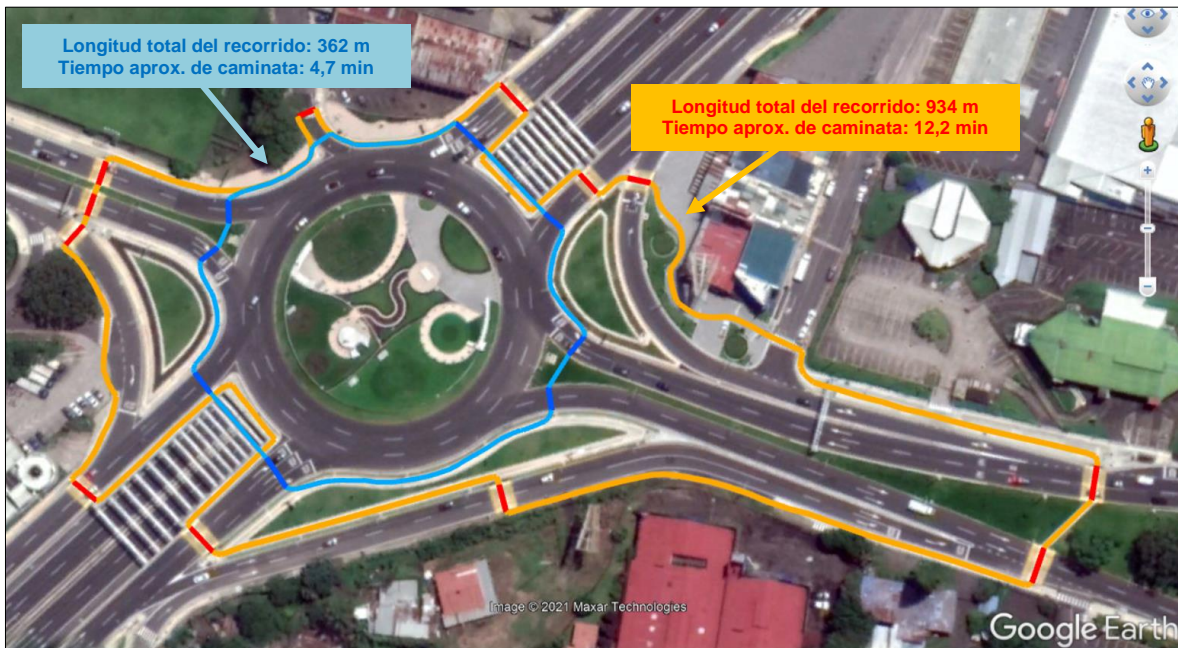 Longitud total del recorrido: 362 m
Tiempo aprox. de caminata: 4,7 min
Longitud total del recorrido: 934 m
Tiempo aprox. de caminata: 12,2 min
Image © 2021 Maxar Technologies
Google Earth